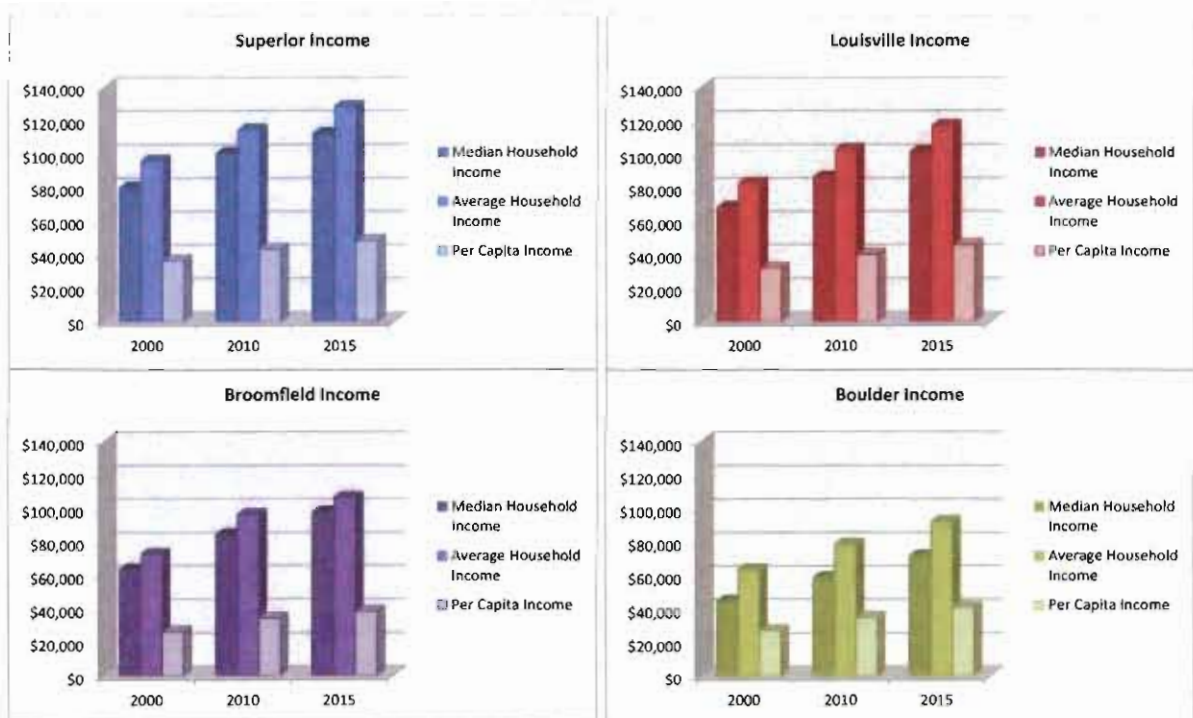 Superior Income
$140,000
$120,000
$100,000
$80,000
$60,000
$40,000
$20,000
$0
2000 2010 2015
Median Household
Income
Average Household
Income
Per Capita Income
Louisville Income
$140,000
$120,000
$100,000
$80,000
$60,000
$40,000
$20,000
$0
2000 2010 2015
Median Household
Income
Average Household
Income
Per Capita Income
Broomfield Income
$140,000
$120,000
$100,000
$80,000
$60,000
$40,000
$20,000
$0
2000 2010 2015
Median Household
Income
Average Household
Income
Per Capita Income
Boulder Income
$140,000
$120,000
$100,000
$80,000
$60,000
$40,000
$20,000
$0
2000 2010 2015
Median Household
Income
Average Household
Income
Per Capita Income